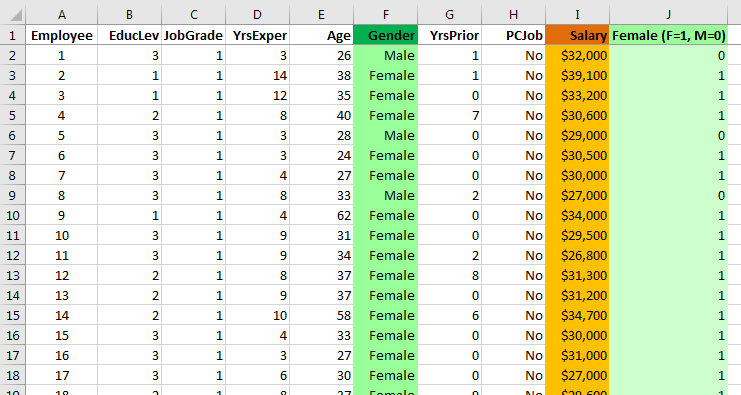 A B C D E F G H I J
1 Employee EducLev JobGrade YrsExper Age Gender YrsPrior PCJob Salary Female (F=1, M=0)
2 1 3 1 3 26 Male 1 No $32,000 0
3 2 1 1 14 38 Female 1 No $39,100 1
4 3 1 1 12 35 Female 0 No $33,200 1
5 4 2 1 8 40 Female 7 No $30,600 1
6 5 3 1 3 28 Male 0 No $29,000 0
7 6 3 1 3 24 Female 0 No $30,500 1
8 7 3 1 4 27 Female 0 No $30,000 1
9 8 3 1 8 33 Male 2 No $27,000 0
10 9 1 1 4 62 Female 0 No $34,000 1
11 10 3 1 9 31 Female 0 No $29,500 1
12 11 3 1 9 34 Female 2 No $26,800 1
13 12 2 1 8 37 Female 8 No $31,300 1
14 13 2 1 9 37 Female 0 No $31,200 1
15 14 2 1 10 58 Female 6 No $34,700 1
16 15 3 1 4 33 Female 0 No $30,000 1
17 16 3 1 3 27 Female 0 No $31,000 1
18 17 3 1 6 30 Female 0 No $27,000 1